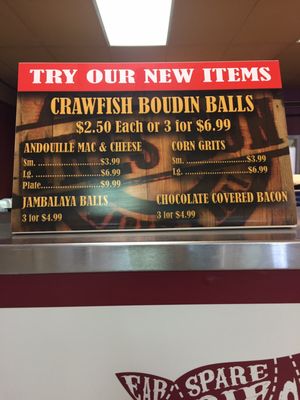 TRY OUR NEW ITEMS
CRAWFISH BOUDIN BALLS
$2.50 Each or 3 for $6.99
ANDOUILLE MAC & CHEESE
Sm. $3.99
Lg. $6.99
Plate $9.99
CORN GRITS
Sm. $3.99
Lg. $6.99
JAMBALAYA BALLS
3 for $4.99
CHOCOLATE COVERED BACON
3 for $4.99
EAR
SPARE